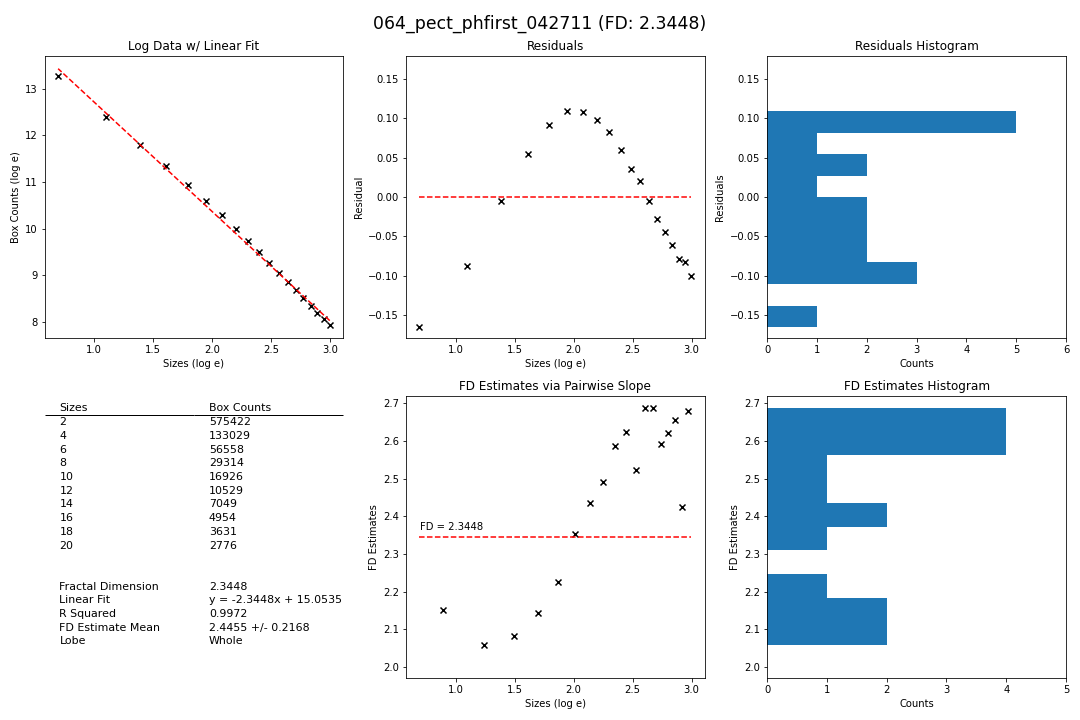 064_pect_phfirst_042711 (FD: 2.3448)
Log Data w/ Linear Fit
Box Counts (log e)
13
12
11
10
9
8
1.0 1.5 2.0 2.5 3.0
Sizes (log e)
Residuals
Residual
0.15
0.10
0.05
0.00
−0.05
−0.10
−0.15
1.0 1.5 2.0 2.5 3.0
Sizes (log e)
Residuals Histogram
Residuals
0.15
0.10
0.05
0.00
−0.05
−0.10
−0.15
0 1 2 3 4 5 6
Counts
Sizes Box Counts
2 575422
4 133029
6 56558
8 29314
10 16926
12 10529
14 7049
16 4954
18 3631
20 2776
Fractal Dimension 2.3448
Linear Fit y = -2.3448x + 15.0535
R Squared 0.9972
FD Estimate Mean 2.4455 +/- 0.2168
Lobe Whole
FD Estimates via Pairwise Slope
FD Estimates
2.7
2.6
2.5
2.4
2.3
2.2
2.1
2.0
FD = 2.3448
1.0 1.5 2.0 2.5 3.0
Sizes (log e)
FD Estimates Histogram
FD Estimates
2.7
2.6
2.5
2.4
2.3
2.2
2.1
2.0
0 1 2 3 4 5
Counts